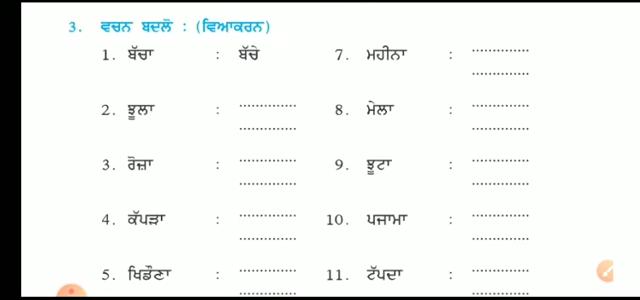 3. ਵਚਨ ਬਦਲੋ : (ਵਿਆਕਰਨ)
1. ਬੱਚਾ : ਬੱਚੇ 7. ਮਹੀਨਾ : ..............
..............
2. ਝੂਲਾ : .............. 8. ਮੇਲਾ : ..............
.............. ..............
3. ਰੋਜ਼ਾ : .............. 9. ਝੂਟਾ : ..............
.............. ..............
4. ਕੱਪੜਾ : .............. 10. ਪਜਾਮਾ : ..............
.............. ..............
5. ਖਿਡੌਣਾ : .............. 11. ਟੱਪਦਾ : ..............
.............. ..............